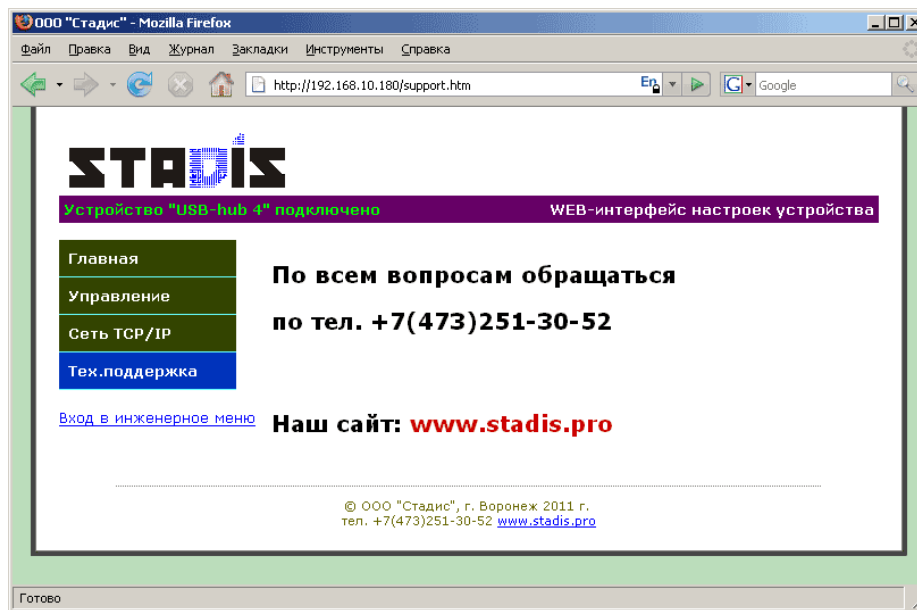 ООО "Стадис" - Mozilla Firefox
Файл Правка Вид Журнал Закладки Инструменты Справка
http://192.168.10.180/support.htm En Google
STADIS
Устройство "USB-hub 4" подключено WEB-интерфейс настроек устройства
Главная
Управление
Сеть TCP/IP
Тех.поддержка
Вход в инженерное меню
По всем вопросам обращаться
по тел. +7(473)251-30-52
Наш сайт: www.stadis.pro
© ООО "Стадис", г. Воронеж 2011 г.
тел. +7(473)251-30-52 www.stadis.pro
Готово